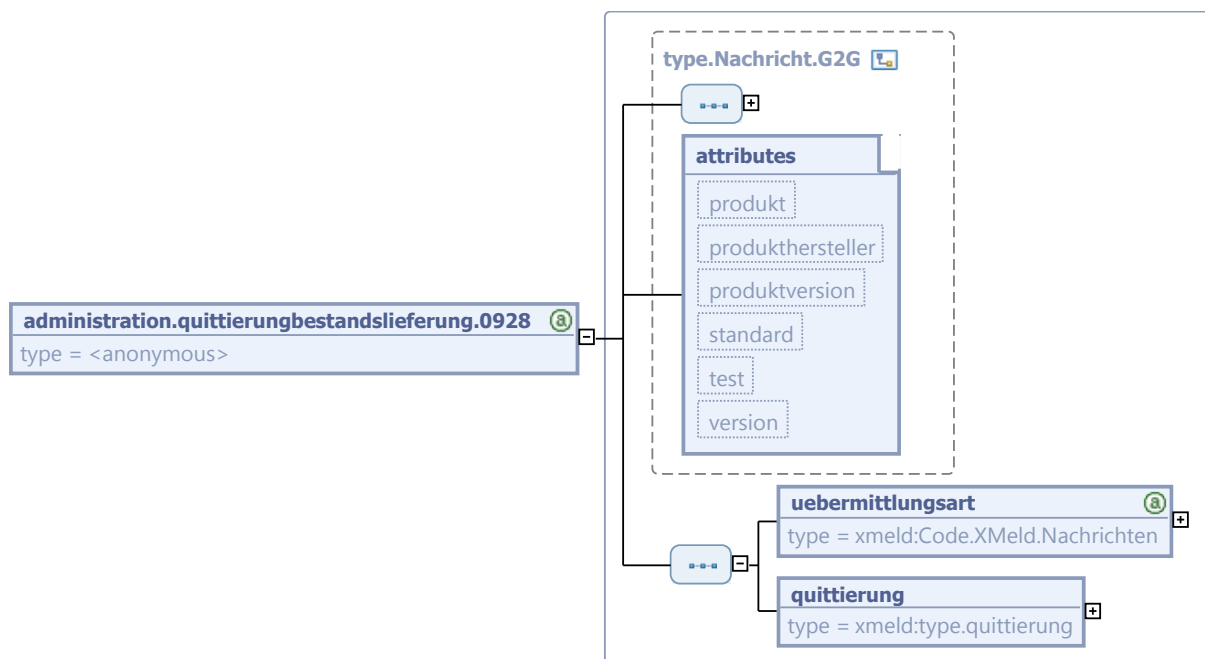 type.Nachricht.G2G
attributes
produkt
produkthersteller
produktversion
standard
test
version
administration.quittierungbestandslieferung.0928
type = <anonymous>
uebermittlungsart
type = xmeld:Code.XMeld.Nachrichten
quittierung
type = xmeld:type.quittierung